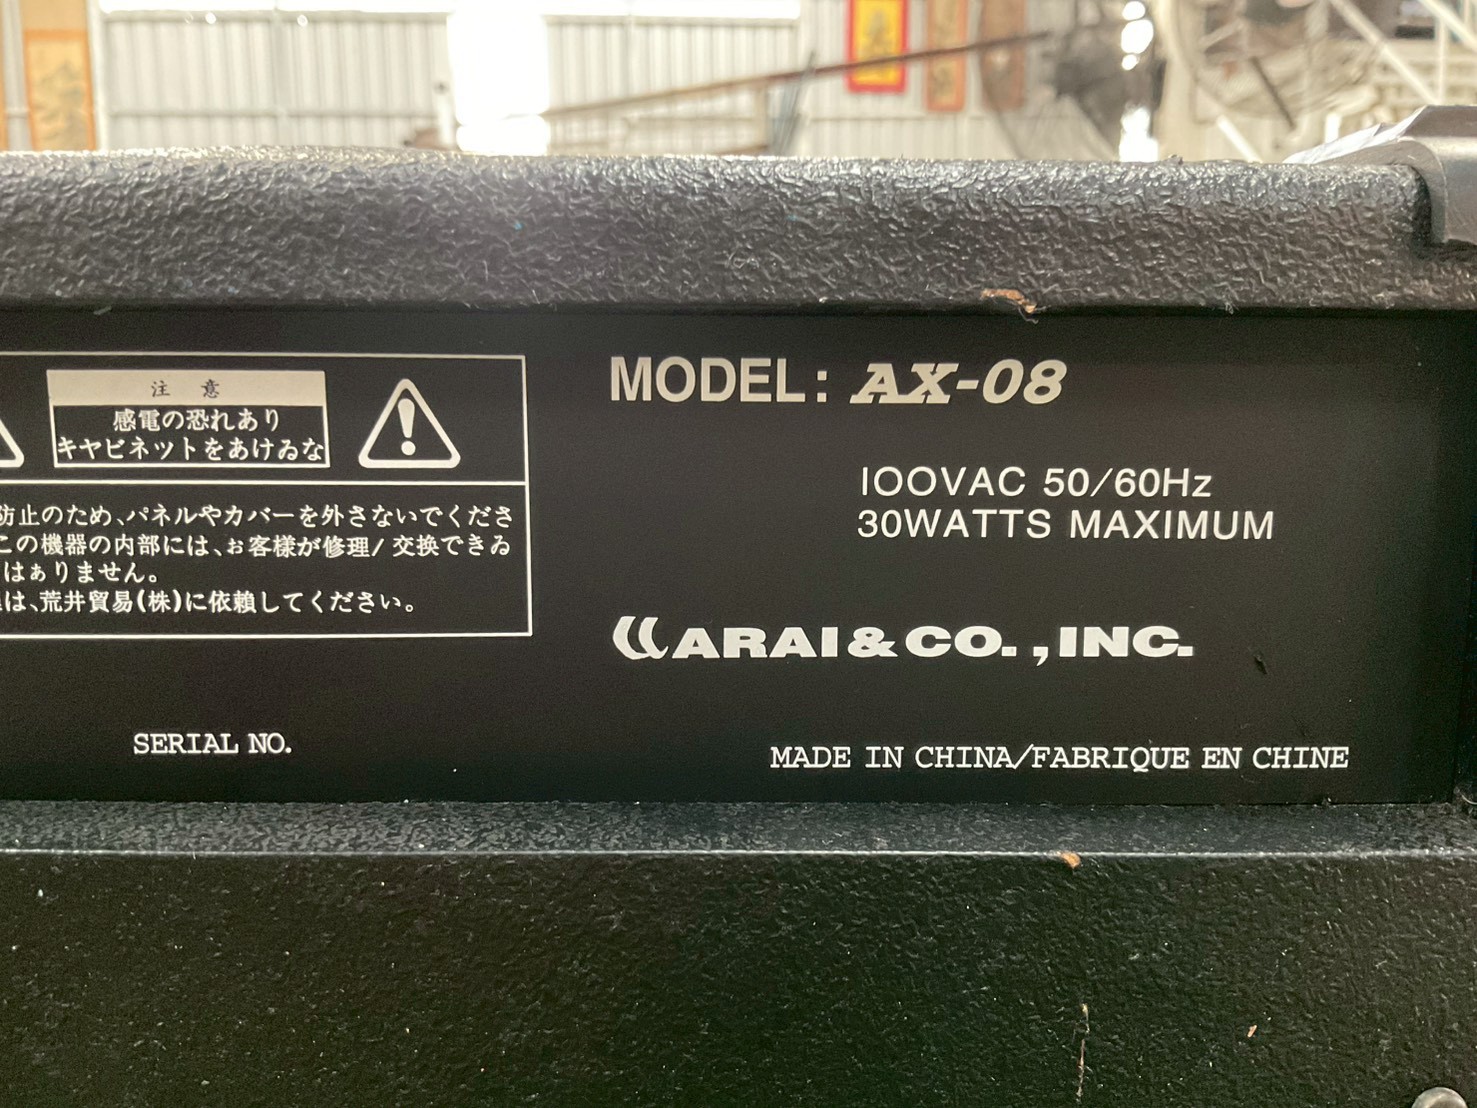 注 意
感電の恐れあり
キヤビネットをあけゐな
防止のため、パネルやカバーを外さないでくださ
この機器の内部には、お客様が修理/交換できゐ
はぁりません。
は、荒井貿易(株)に依頼してください。
SERIAL NO.
MODEL: AX-08
100VAC 50/60Hz
30WATTS MAXIMUM
ARAI&CO.,INC.
MADE IN CHINA/FABRIQUE EN CHINE